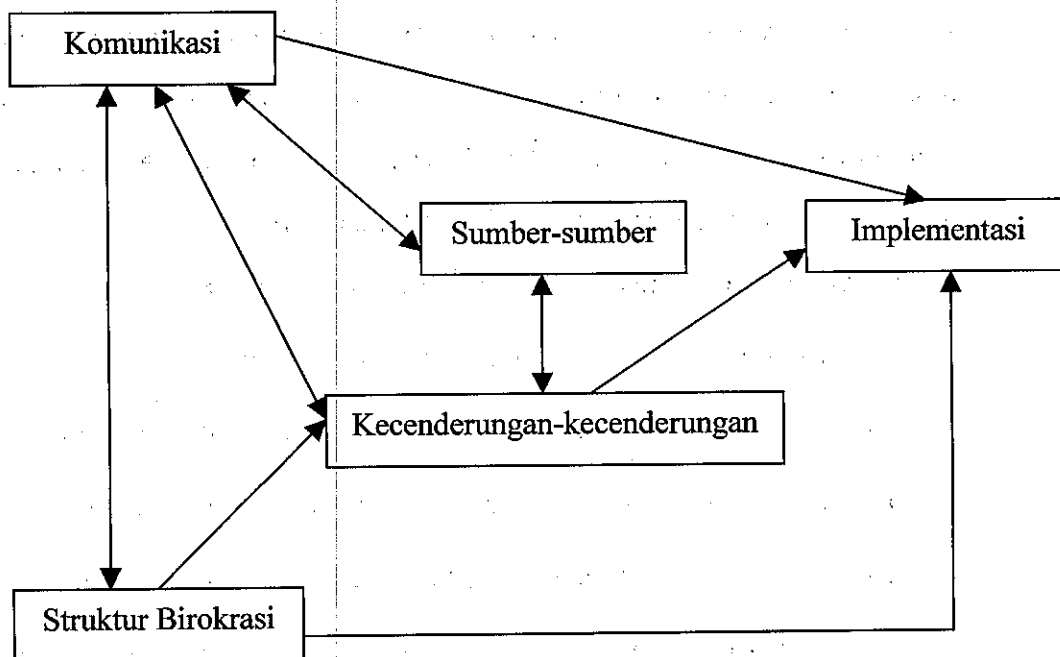 Komunikasi
Sumber-sumber
Implementasi
Kecenderungan-kecenderungan
Struktur Birokrasi